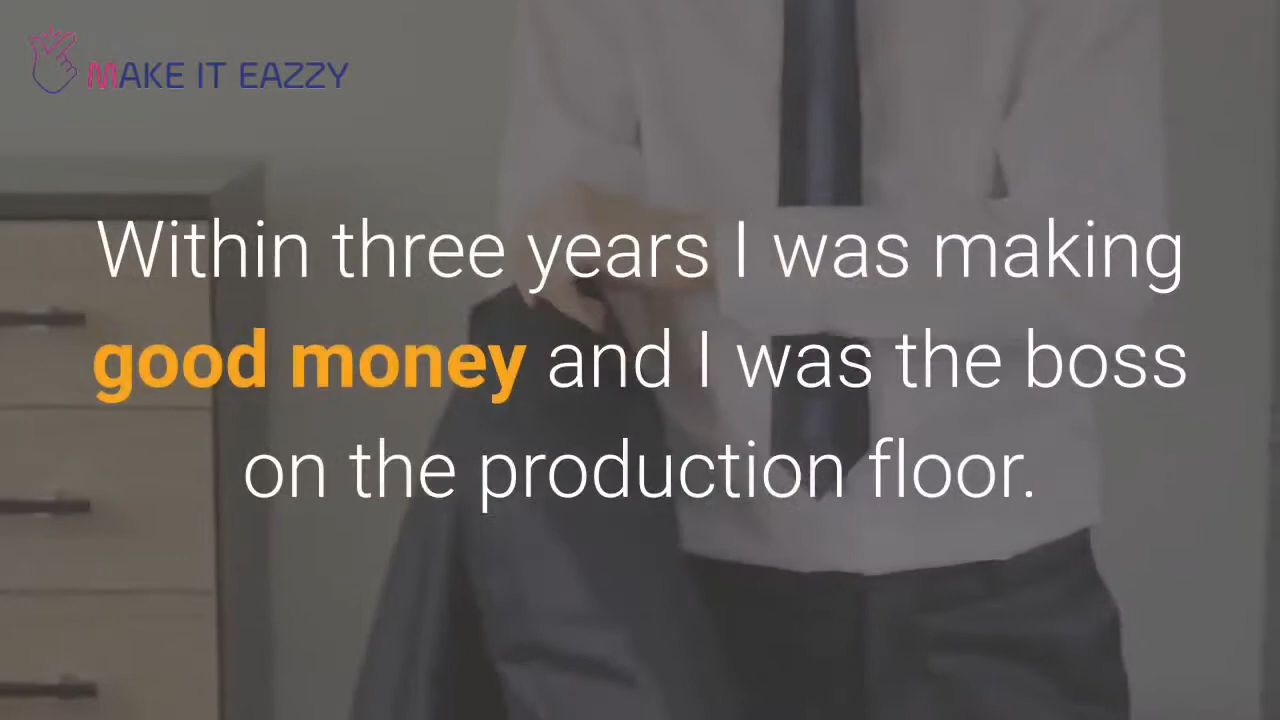 MAKE IT EAZZY
Within three years I was making
good money and I was the boss
on the production floor.